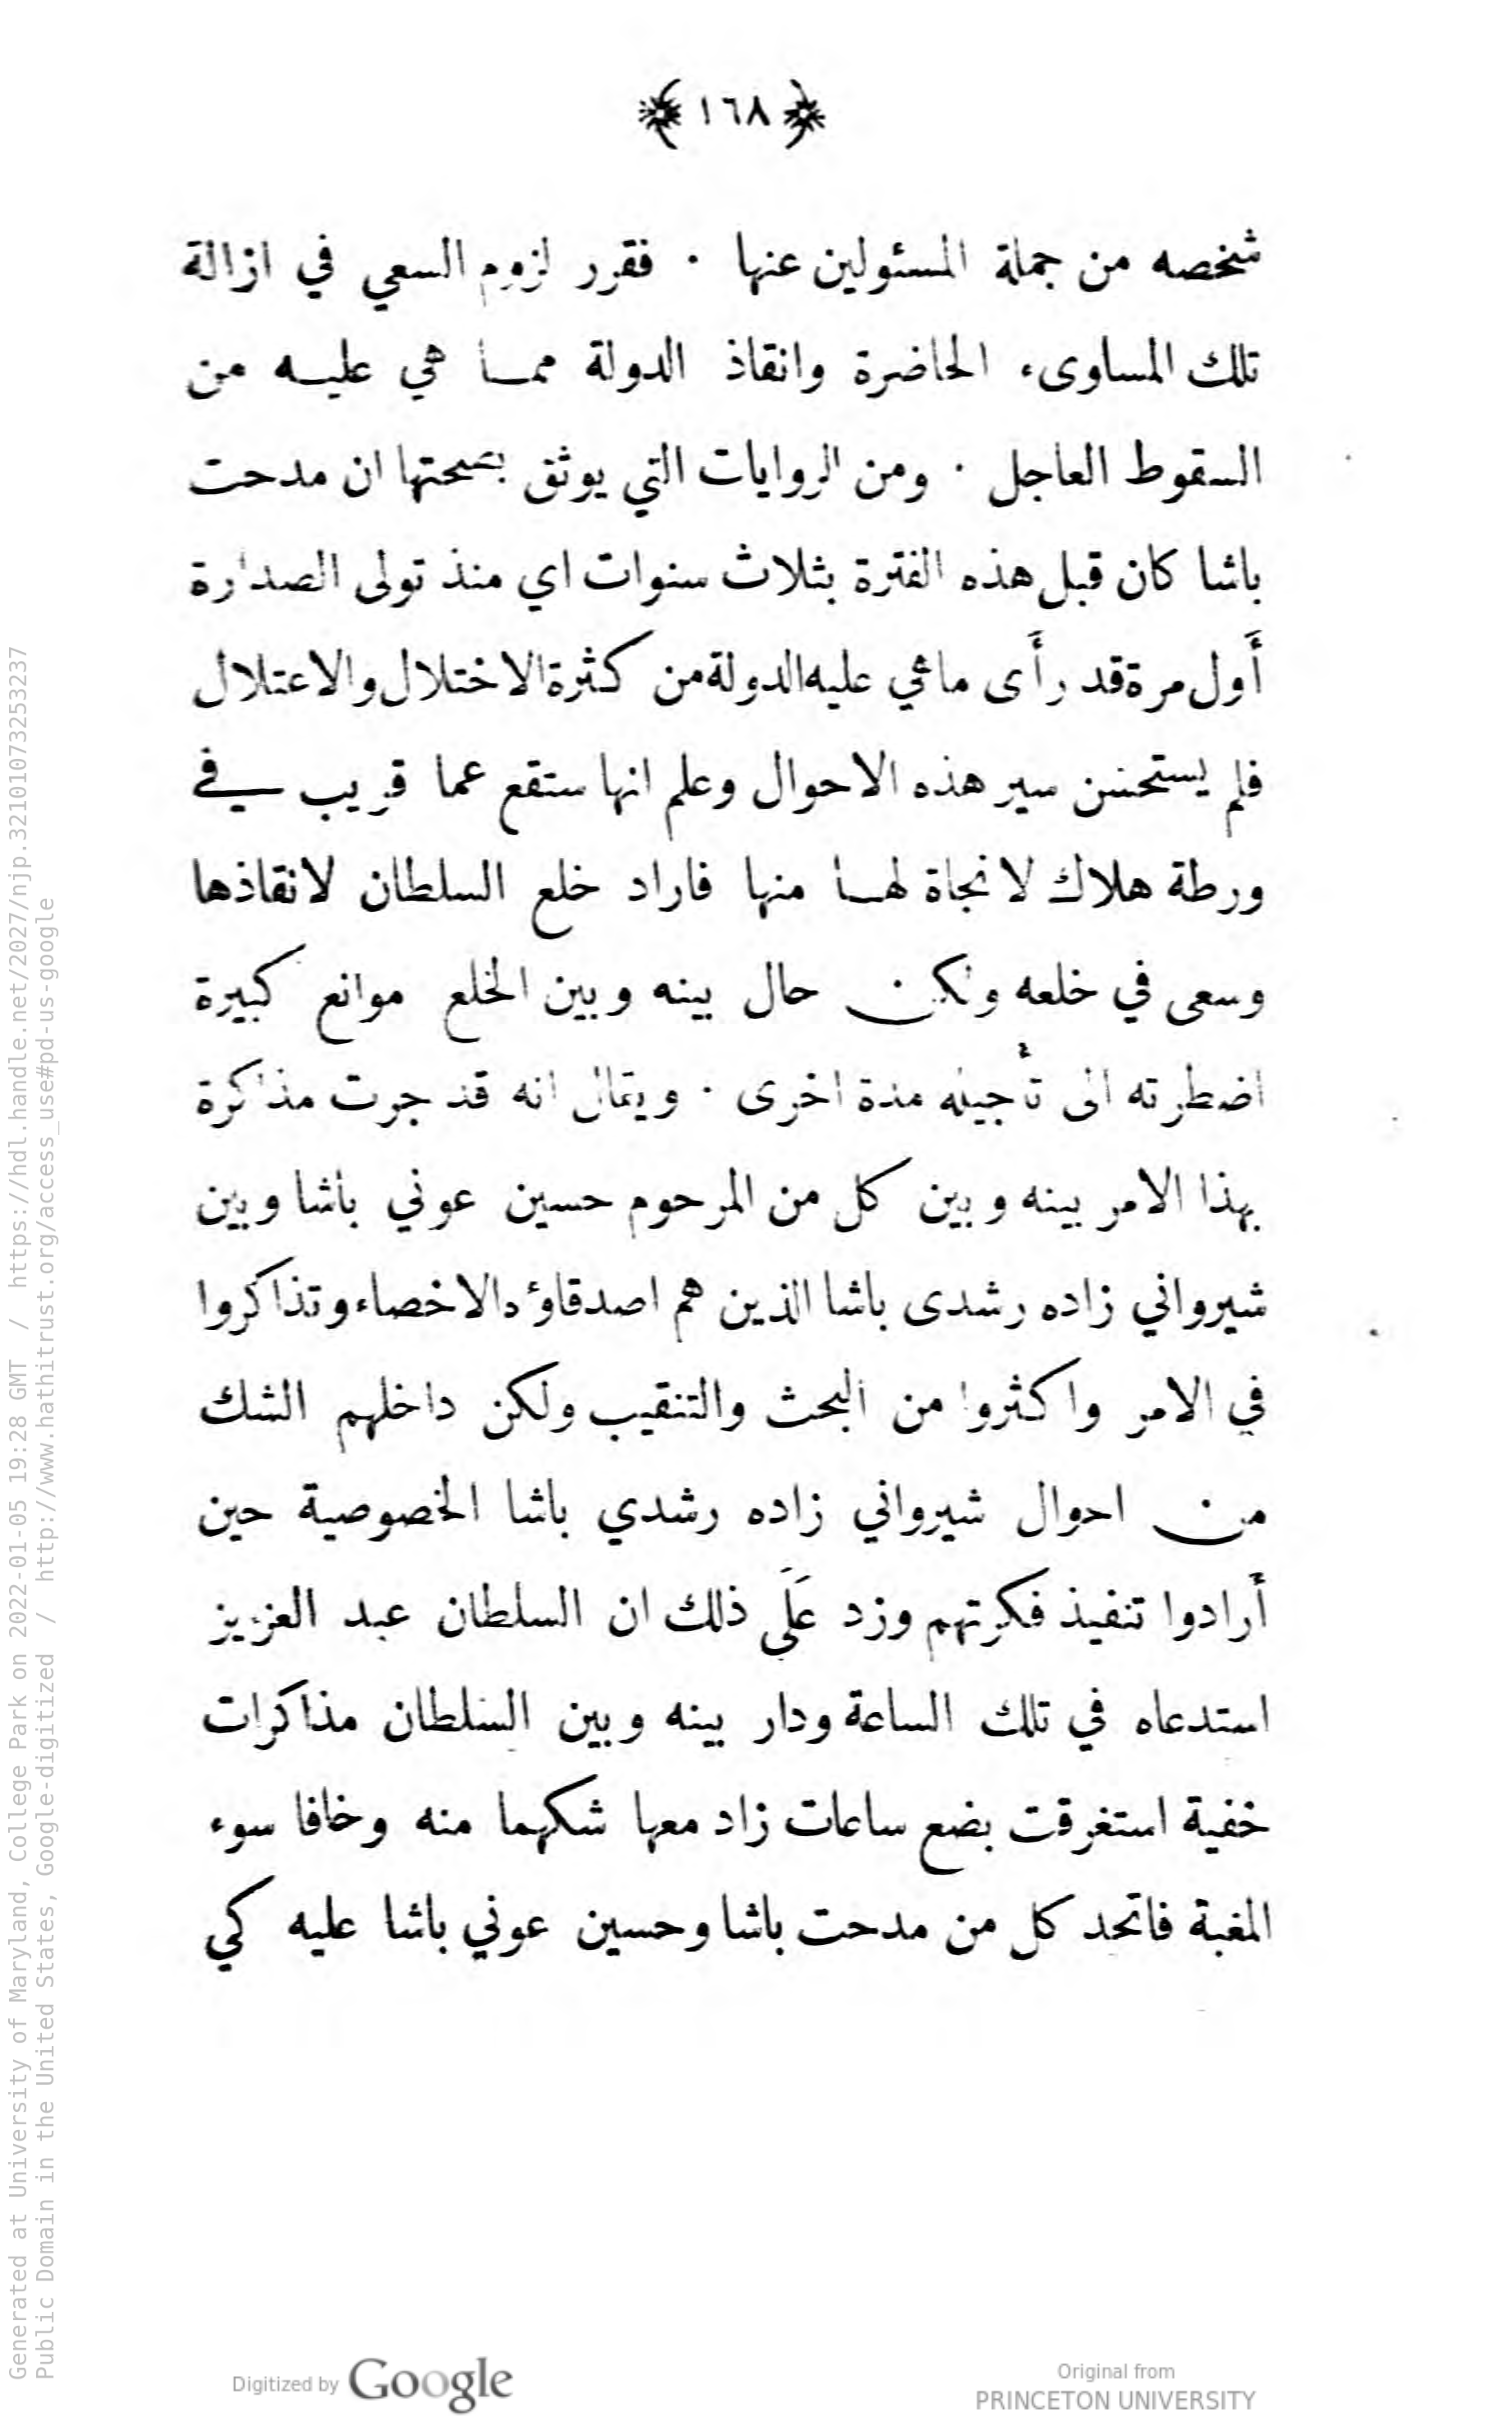 ﴿ ١٦٨ ﴾
شخصه من جملة المسئولين عنها . فقرر لزوم السعي في ازالة
تلك المساوىء الحاضرة وانقاذ الدولة ممـا هي عليـه من
السقوط العاجل . ومن الروايات التي يوثق بصحتها ان مدحت
باشا كان قبل هذه الفترة بثلاث سنوات اي منذ تولى الصدارة
أَول مرة قد رأَى ما هي عليه الدولة من كثرة الاختلال والاعتلال
فلم يستحسن سير هذه الاحوال وعلم انها ستقع عما قريب في
ورطة هلاك لا نجاة لهـا منها فاراد خلع السلطان لانقاذها
وسعى في خلعه ولكن حال بينه وبين الخلع موانع كبيرة
اضطرته الى تأجيله مدة اخرى . ويقال انه قد جرت مذاكرة
بهذا الامر بينه وبين كل من المرحوم حسين عوني باشا وبين
شيرواني زاده رشدى باشا الذين هم اصدقاؤه الاخصاء وتذاكروا
في الامر واكثروا من البحث والتنقيب ولكن داخلهم الشك
من احوال شيرواني زاده رشدي باشا الخصوصية حين
أَرادوا تنفيذ فكرتهم وزد عَلَى ذلك ان السلطان عبد العزيز
استدعاه في تلك الساعة ودار بينه وبين السلطان مذاكرات
خفية استغرقت بضع ساعات زاد معها شكهما منه وخافا سوء
المغبة فاتحد كل من مدحت باشا وحسين عوني باشا عليه كي
Digitized by Google
Original from
PRINCETON UNIVERSITY
Generated at University of Maryland, College Park on 2022-01-05 19:28 GMT / https://hdl.handle.net/2027/njp.32101073253237
Public Domain in the United States, Google-digitized / http://www.hathitrust.org/access_use#pd-us-google